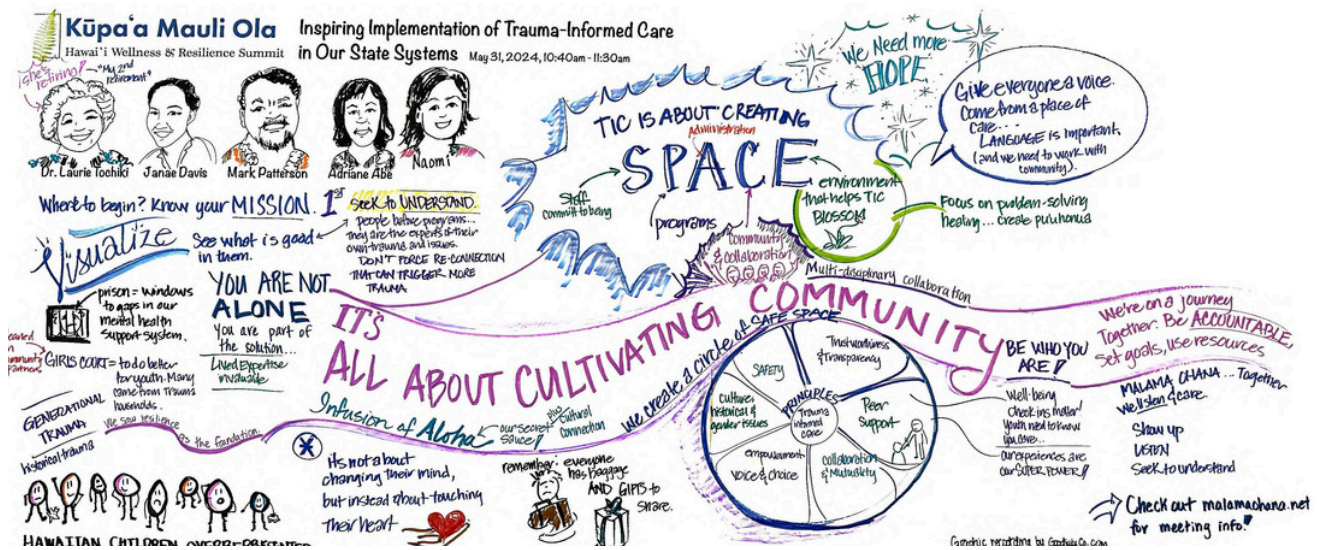 Kūpaʻa Mauli Ola
Hawaiʻi Wellness & Resilience Summit
Inspiring Implementation of Trauma-Informed Care
in Our State Systems May 31, 2024, 10:40am - 11:30am
She's
retiring!
"My 2nd
retirement"
Dr. Laurie Tochiki
Janae Davis
Mark Patterson
Adriane Abe
Naomi
Where to begin? Know your MISSION.
Visualize
See what is good
in them.
1st
Seek to UNDERSTAND
people before programs...
They are the experts of their
own trauma and issues.
DON'T FORCE RE-CONNECTION
THAT CAN TRIGGER MORE
TRAUMA
prison = windows
to gaps in our
mental health
support system.
YOU ARE NOT
ALONE
You are part of
the solution...
Lived Expertise
invaluable
GIRLS COURT = to do better
for youth. Many
came from trauma
households.
GENERATIONAL
TRAUMA
historical trauma
We sow resilience
as the foundation
HAWAIIAN CHILDREN OVERREPRESENTED
TIC IS ABOUT CREATING
Administration
SPACE
Staff
commit to being
programs
community
& collaboration
environment
that helps TIC
BLOSSOM
Focus on problem-solving
healing... create puuhonua
We Need more
HOPE
Give everyone a voice.
Come from a place of
care....
LANGUAGE is important,
(and we need to work with
community).
Multi-disciplinary collaboration
IT'S
ALL ABOUT CULTIVATING
COMMUNITY
We're on a journey
Together. Be ACCOUNTABLE,
Set goals, use resources
Infusion of Aloha
our secret
sauce!
plus
cultural
connection
We create a circle of SAFE SPACE
PRINCIPLES
Trauma
informed
care
SAFETY
Trustworthiness
& Transparency
Peer
Support
collaboration
& Mutuality
empowerment
voice & choice
Culture,
historical &
gender issues
BE WHO YOU
ARE!
Well-being
Check ins matter!
Youth need to know
you care...
our experiences are
our SUPER POWER!!
MALAMA OHANA... Together
We listen & care.
Show up
LISTEN
Seek to understand
Its not about
changing their mind,
but instead about touching
their heart
remember: everyone
has baggage
AND GIFTS to
share.
Check out malamaohana.net
for meeting info!
Graphic recording by